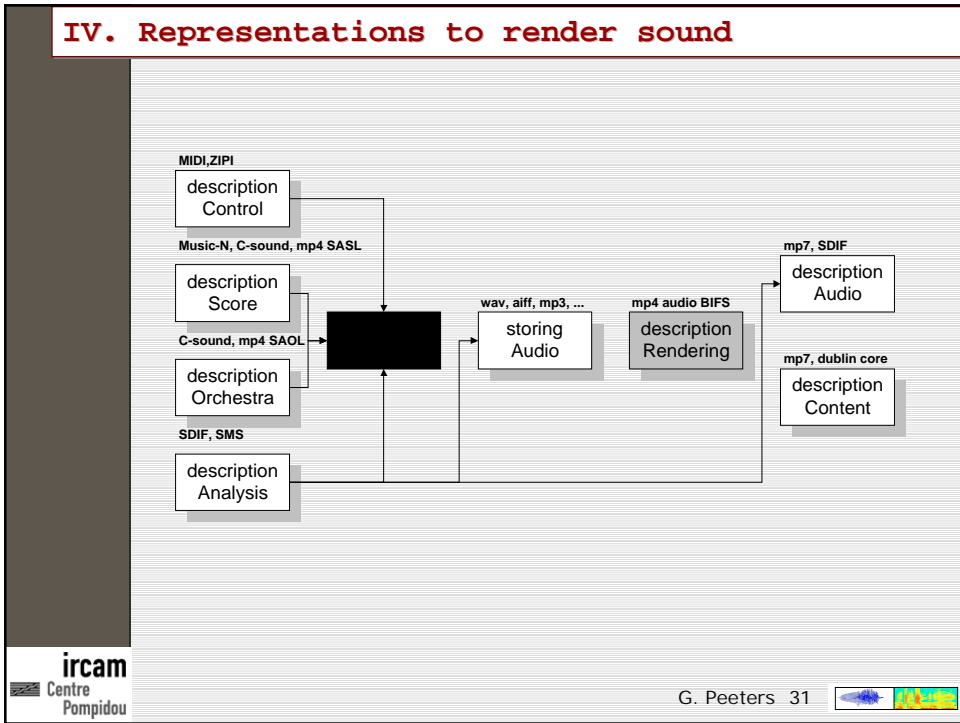 IV. Representations to render sound
MIDI,ZIPI
description
Control
Music-N, C-sound, mp4 SASL
description
Score
C-sound, mp4 SAOL
description
Orchestra
SDIF, SMS
description
Analysis
wav, aiff, mp3, ...
storing
Audio
mp4 audio BIFS
description
Rendering
mp7, SDIF
description
Audio
mp7, dublin core
description
Content
ircam
Centre
Pompidou
G. Peeters 31